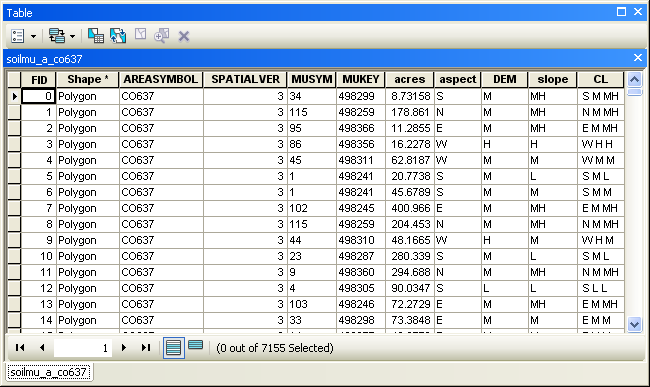 Table
soilmu_a_co637
FID Shape * AREASYMBOL SPATIALVER MUSYM MUKEY acres aspect DEM slope CL
0 Polygon CO637 3 34 498299 8.73158 S M MH S M MH
1 Polygon CO637 3 115 498259 178.861 N M MH N M MH
2 Polygon CO637 3 95 498366 11.2855 E M MH E M MH
3 Polygon CO637 3 86 498356 16.2278 W H H W H H
4 Polygon CO637 3 45 498311 62.8187 W M M W M M
5 Polygon CO637 3 1 498241 20.7738 S M L S M L
6 Polygon CO637 3 1 498241 45.6789 S M M S M M
7 Polygon CO637 3 102 498245 400.966 E M MH E M MH
8 Polygon CO637 3 115 498259 204.453 N M MH N M MH
9 Polygon CO637 3 44 498310 48.1665 W H M W H M
10 Polygon CO637 3 23 498287 280.339 S M L S M L
11 Polygon CO637 3 9 498360 294.688 N M MH N M MH
12 Polygon CO637 3 4 498305 90.0347 S L L S L L
13 Polygon CO637 3 103 498246 72.2729 E M MH E M MH
14 Polygon CO637 3 33 498298 73.3848 E M M E M M
1 (0 out of 7155 Selected)
soilmu_a_co637